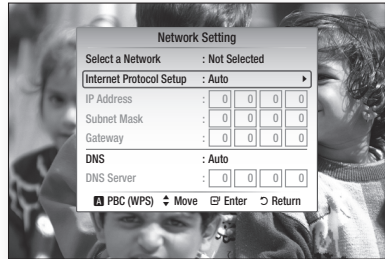 Network Setting
Select a Network : Not Selected
Internet Protocol Setup : Auto
IP Address : 0 0 0 0
Subnet Mask : 0 0 0 0
Gateway : 0 0 0 0
DNS : Auto
DNS Server : 0 0 0 0
A PBC (WPS) Move Enter Return